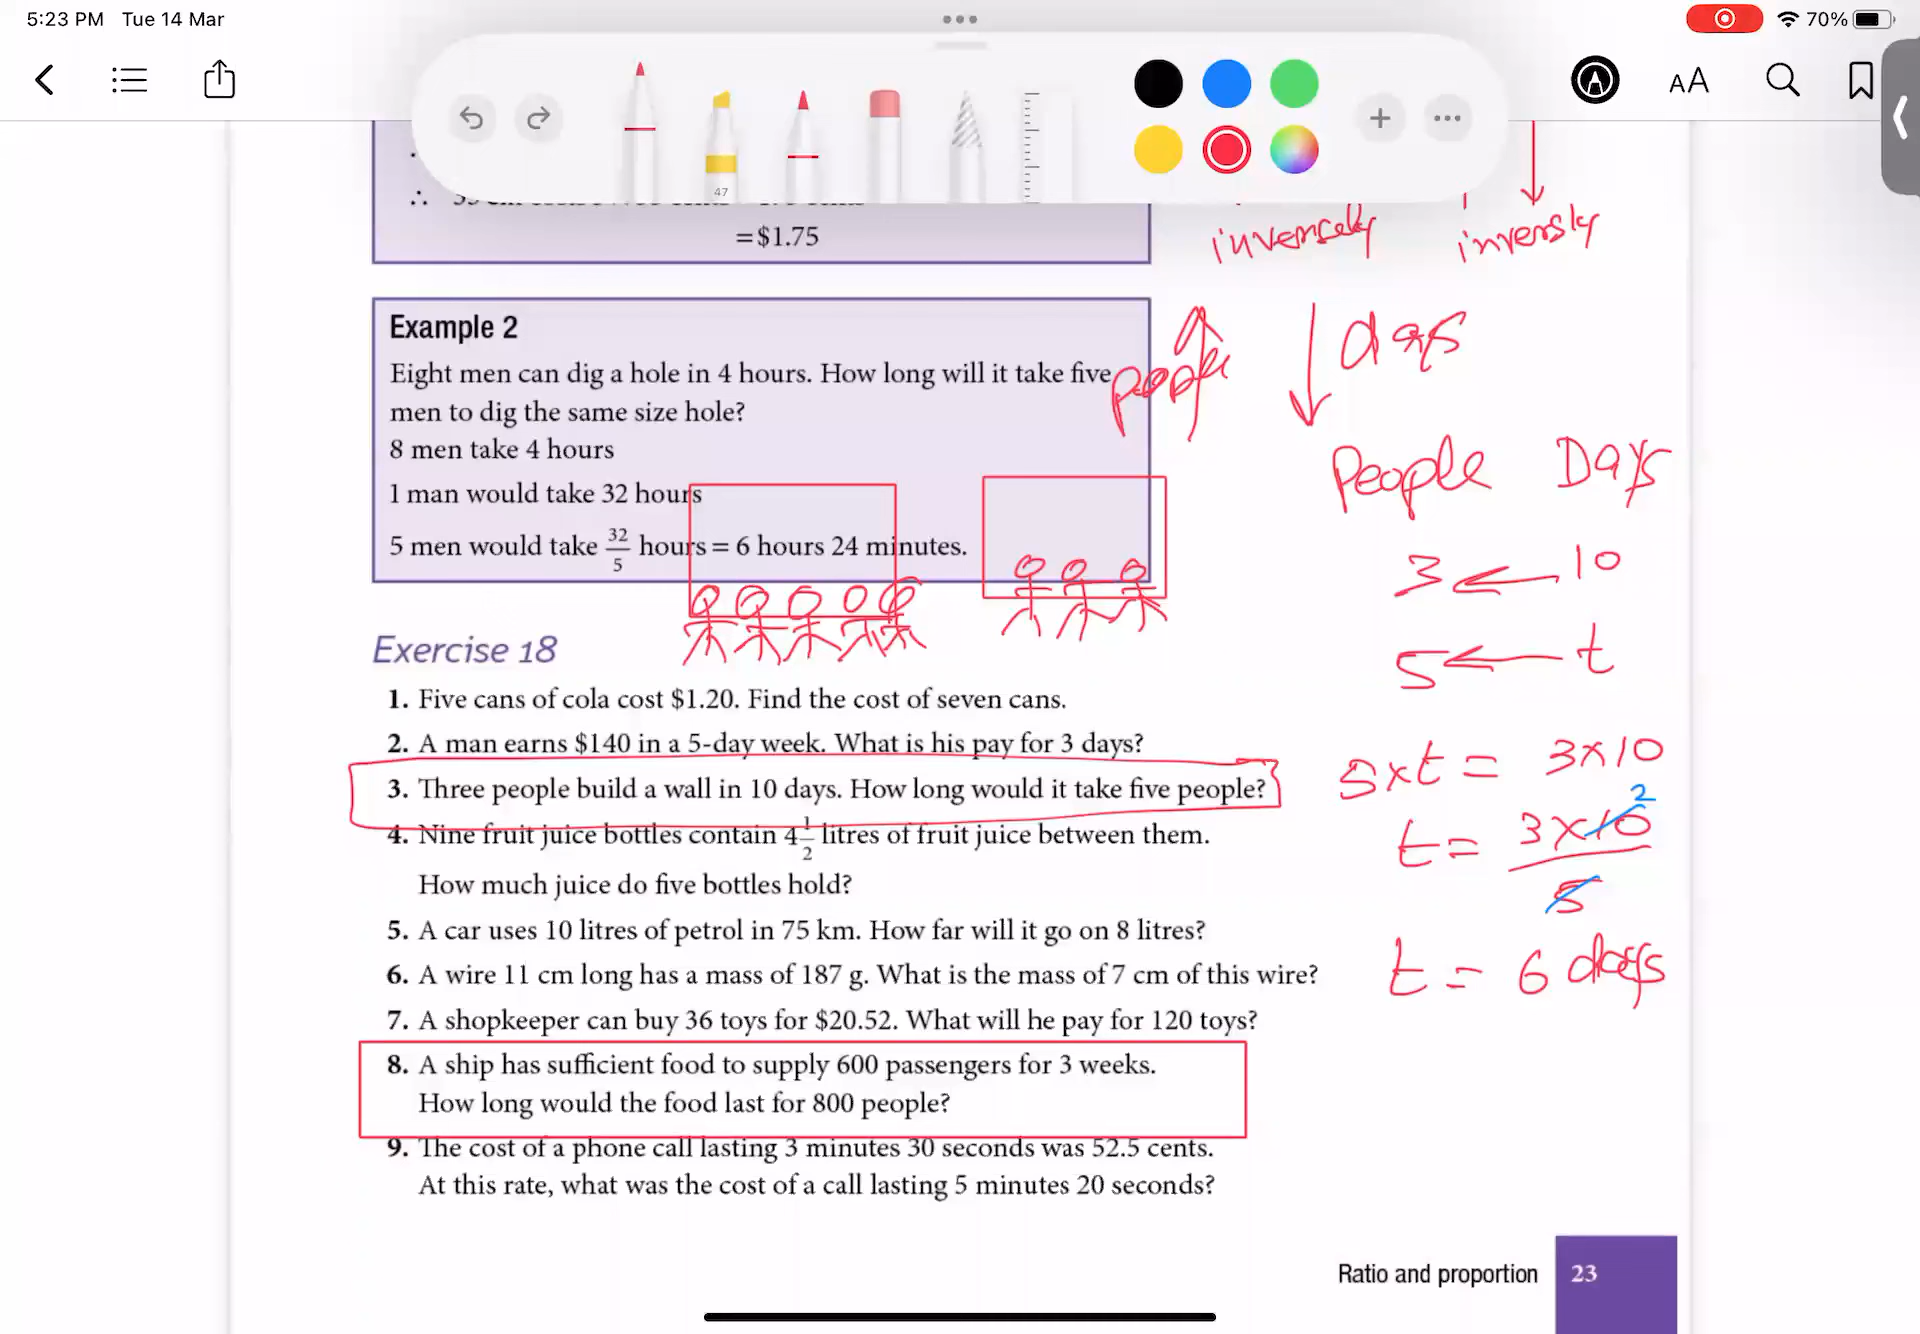 5:23 PM Tue 14 Mar
70%
47
= $1.75
inversely
inversly
Example 2
Eight men can dig a hole in 4 hours. How long will it take five
men to dig the same size hole?
8 men take 4 hours
1 man would take 32 hours
5 men would take 32/5 hours = 6 hours 24 minutes.
people
days
People Days
3 ← 10
5 ← t
5 x t = 3 x 10
2
t = 3 x 10
5
t = 6 days
Exercise 18
1. Five cans of cola cost $1.20. Find the cost of seven cans.
2. A man earns $140 in a 5-day week. What is his pay for 3 days?
3. Three people build a wall in 10 days. How long would it take five people?
4. Nine fruit juice bottles contain 4 1/2 litres of fruit juice between them.
How much juice do five bottles hold?
5. A car uses 10 litres of petrol in 75 km. How far will it go on 8 litres?
6. A wire 11 cm long has a mass of 187 g. What is the mass of 7 cm of this wire?
7. A shopkeeper can buy 36 toys for $20.52. What will he pay for 120 toys?
8. A ship has sufficient food to supply 600 passengers for 3 weeks.
How long would the food last for 800 people?
9. The cost of a phone call lasting 3 minutes 30 seconds was 52.5 cents.
At this rate, what was the cost of a call lasting 5 minutes 20 seconds?
Ratio and proportion 23